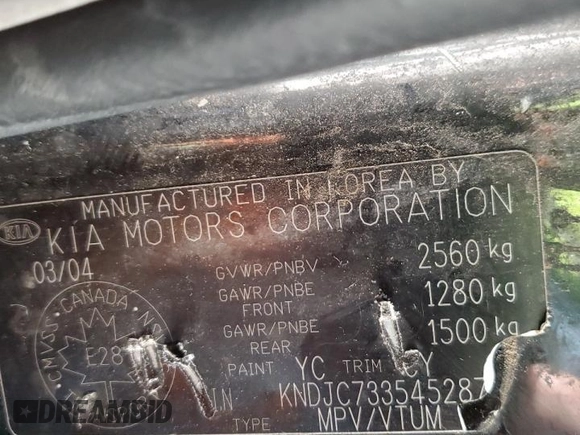 MANUFACTURED IN KOREA BY
KIA KIA MOTORS CORPORATION
03/04 GVWR/PNBV 2560 kg
GAWR/PNBE FRONT 1280 kg
GAWR/PNBE REAR 1500 kg
CANADA
E28
PAINT YC TRIM CY
KNDJC733545287
TYPE MPV/VTUM
DREAMBID